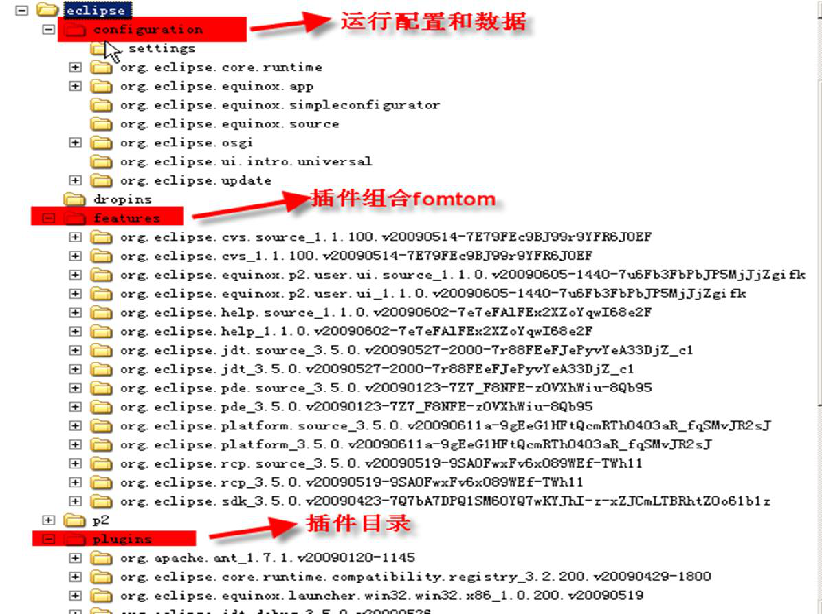 eclipse
configuration 运行配置和数据
settings
org.eclipse.core.runtime
org.eclipse.equinox.app
org.eclipse.equinox.simpleconfigurator
org.eclipse.equinox.source
org.eclipse.osgi
org.eclipse.ui.intro.universal
org.eclipse.update
dropins
features 插件组合fomtom
org.eclipse.cvs.source_1.1.100.v20090514-7E79FEc9BJ99r9YFR6JOEF
org.eclipse.cvs_1.1.100.v20090514-7E79FEc9BJ99r9YFR6JOEF
org.eclipse.equinox.p2.user.ui.source_1.1.0.v20090605-1440-7u6Fb3FbPbJP5MjJjZgifk
org.eclipse.equinox.p2.user.ui_1.1.0.v20090605-1440-7u6Fb3FbPbJP5MjJjZgifk
org.eclipse.help.source_1.1.0.v20090602-7e7eFAlFEx2XZoYqwI68e2F
org.eclipse.help_1.1.0.v20090602-7e7eFAlFEx2XZoYqwI68e2F
org.eclipse.jdt.source_3.5.0.v20090527-2000-7r88FEeFJePyvYeA33DjZ_c1
org.eclipse.jdt_3.5.0.v20090527-2000-7r88FEeFJePyvYeA33DjZ_c1
org.eclipse.pde.source_3.5.0.v20090123-7Z7_F8NFE-z0VXhWiu-8Qb95
org.eclipse.pde_3.5.0.v20090123-7Z7_F8NFE-z0VXhWiu-8Qb95
org.eclipse.platform.source_3.5.0.v20090611a-9gEeG1HFtQcmRTh0403aR_fqSMvJR2sJ
org.eclipse.platform_3.5.0.v20090611a-9gEeG1HFtQcmRTh0403aR_fqSMvJR2sJ
org.eclipse.rcp.source_3.5.0.v20090519-9SA0FwxFv6x089WEf-TWh11
org.eclipse.rcp_3.5.0.v20090519-9SA0FwxFv6x089WEf-TWh11
org.eclipse.sdk_3.5.0.v20090423-7Q7bA7DPQ1SM6OYQ7wKYJhI-z-xZJCmLTBRhtZOo61b1z
p2
plugins 插件目录
org.apache.ant_1.7.1.v20090120-1145
org.eclipse.core.runtime.compatibility.registry_3.2.200.v20090429-1800
org.eclipse.equinox.launcher.win32.win32.x86_1.0.200.v20090519